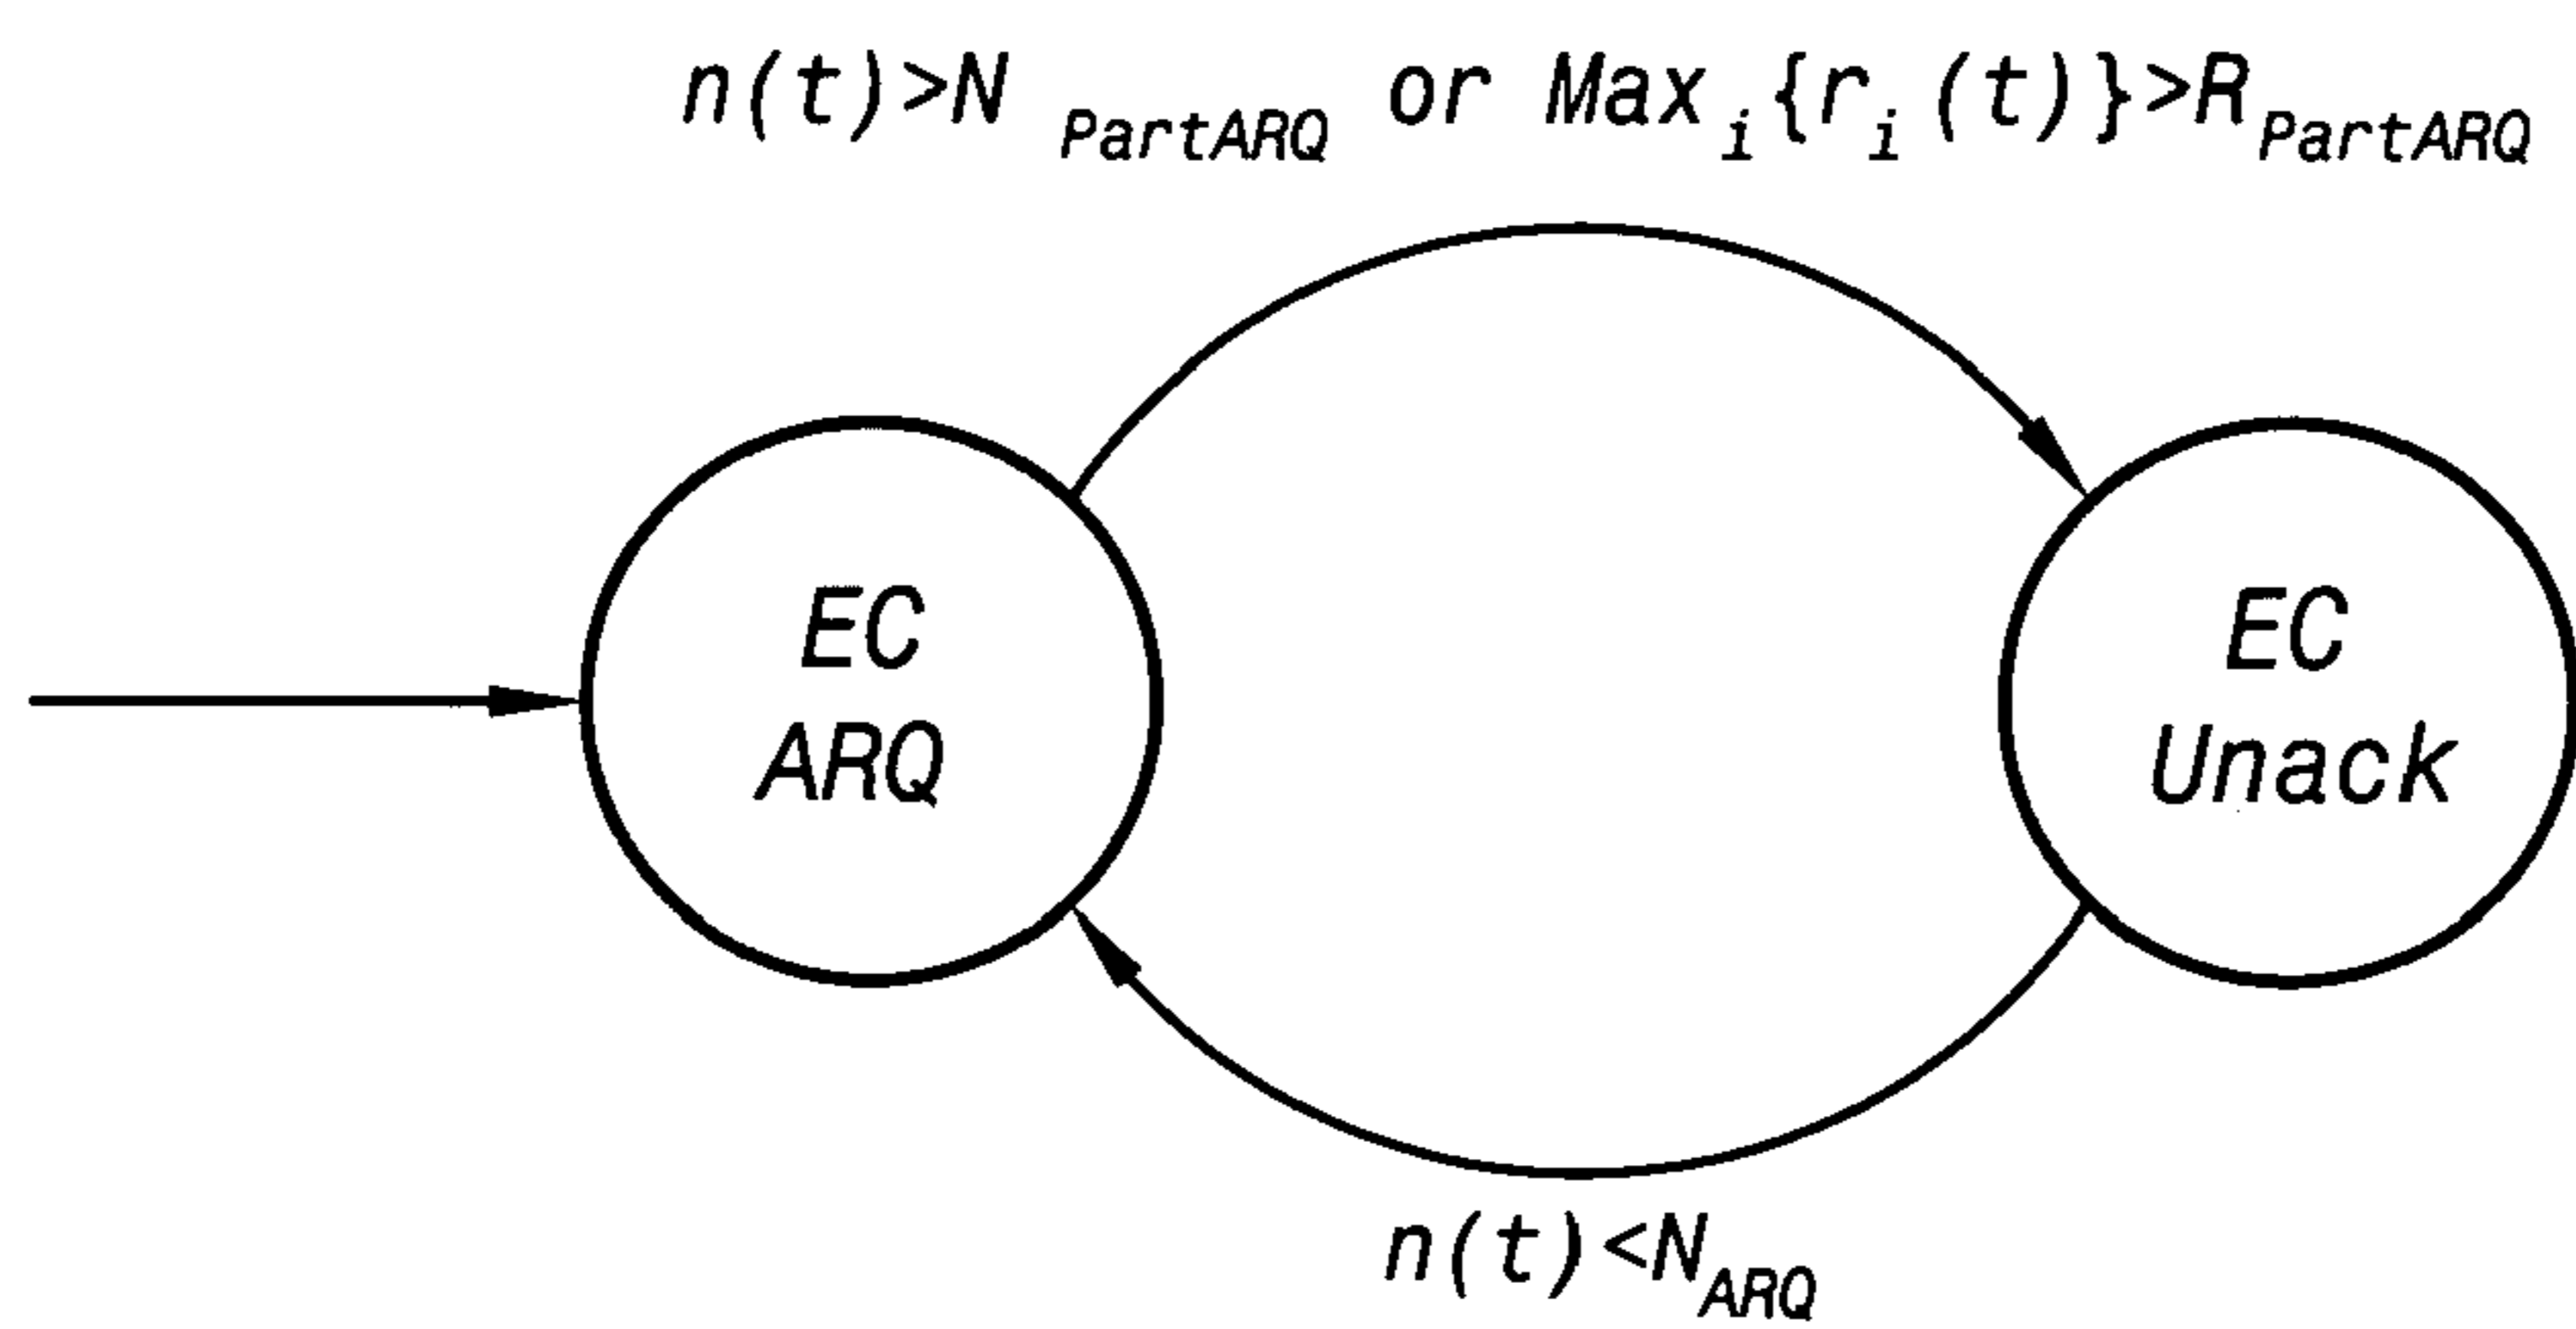 n(t)>N PartARQ or Max i {r i (t)}>R PartARQ
EC
ARQ
EC
Unack
n(t)<N ARQ